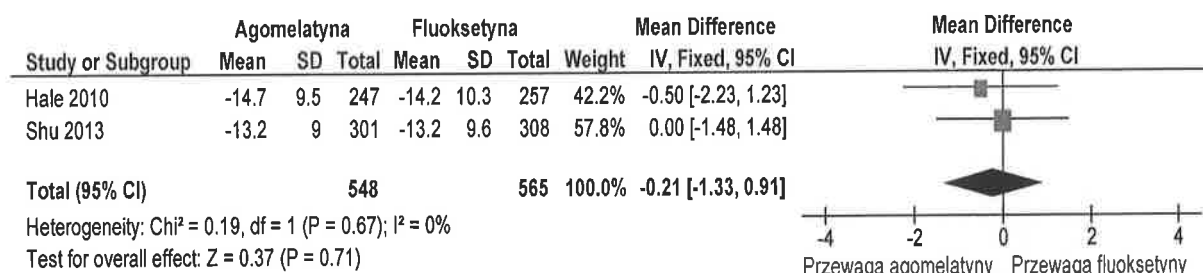 Agomelatyna Fluoksetyna Mean Difference Mean Difference
Study or Subgroup Mean SD Total Mean SD Total Weight IV, Fixed, 95% CI IV, Fixed, 95% CI
Hale 2010 -14.7 9.5 247 -14.2 10.3 257 42.2% -0.50 [-2.23, 1.23]
Shu 2013 -13.2 9 301 -13.2 9.6 308 57.8% 0.00 [-1.48, 1.48]
Total (95% CI) 548 565 100.0% -0.21 [-1.33, 0.91]
Heterogeneity: Chi² = 0.19, df = 1 (P = 0.67); I² = 0%
Test for overall effect: Z = 0.37 (P = 0.71)
-4 -2 0 2 4
Przewaga agomelatyny Przewaga fluoksetyny